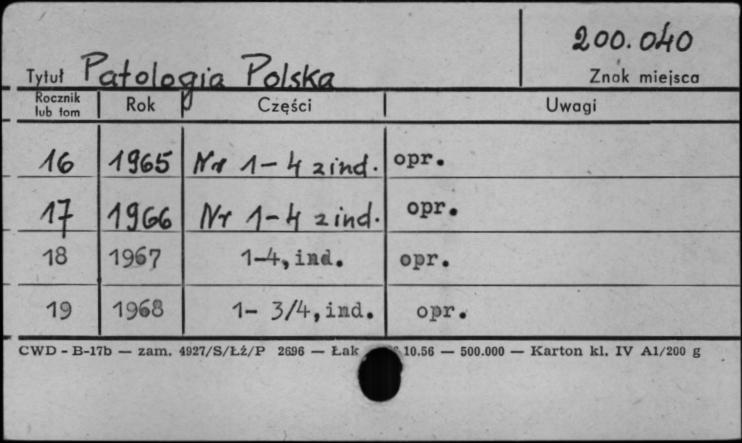 200.040
Tytuł Patologia Polska Znak miejsca
Rocznik lub tom Rok Części Uwagi
16 1965 Nr 1-4 z ind. opr.
17 1966 Nr 1-4 z ind. opr.
18 1967 1-4, ind. opr.
19 1968 1- 3/4, ind. opr.
CWD - B-17b — zam. 4927/S/Łż/P 2696 — Łak 10.56 — 500.000 — Karton kl. IV A1/200 g